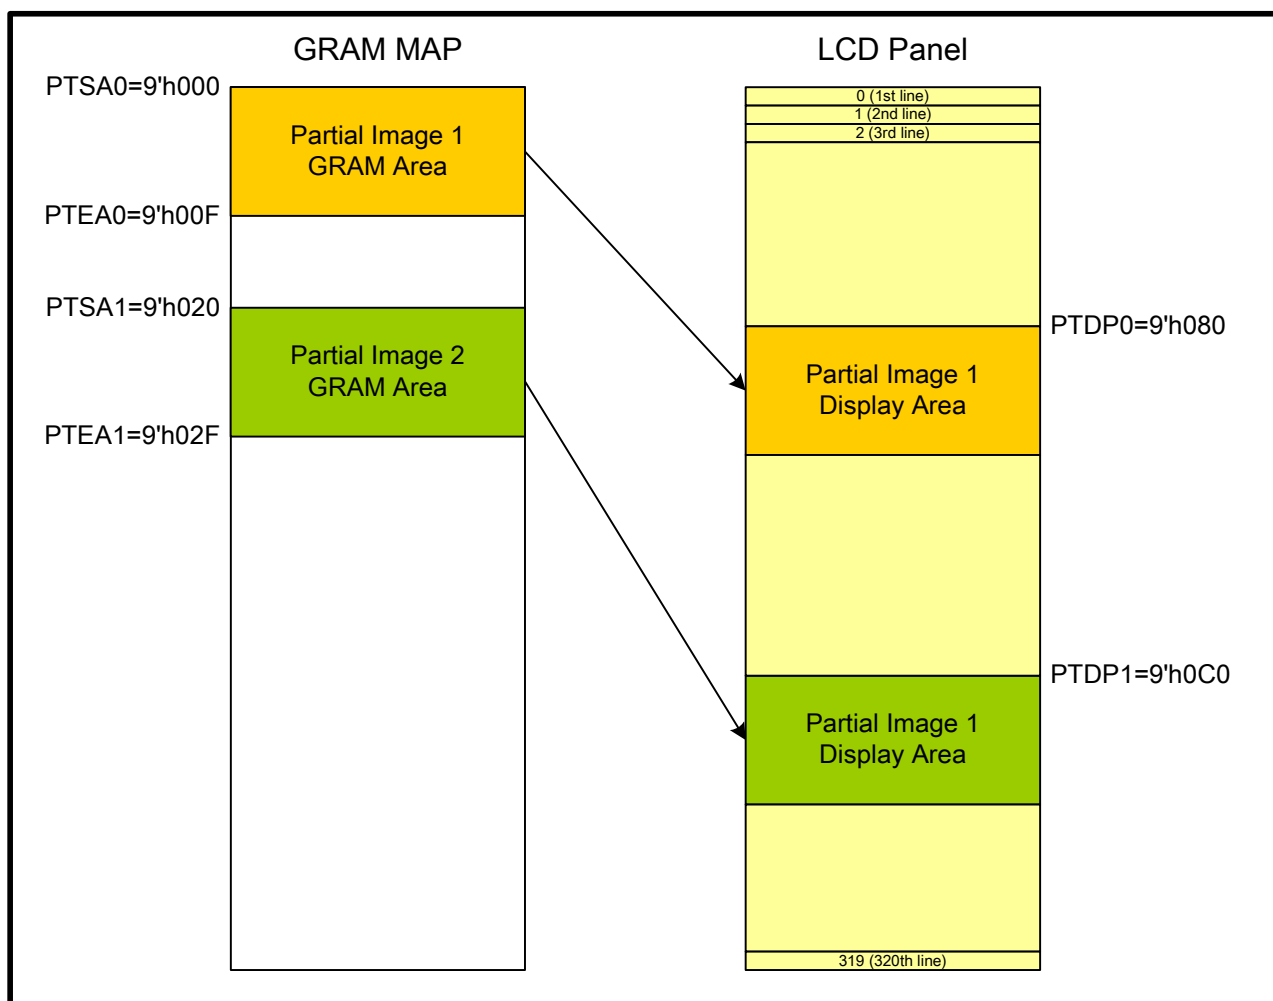 GRAM MAP
PTSA0=9'h000
Partial Image 1
GRAM Area
PTEA0=9'h00F
PTSA1=9'h020
Partial Image 2
GRAM Area
PTEA1=9'h02F
LCD Panel
0 (1st line)
1 (2nd line)
2 (3rd line)
PTDP0=9'h080
Partial Image 1
Display Area
PTDP1=9'h0C0
Partial Image 1
Display Area
319 (320th line)